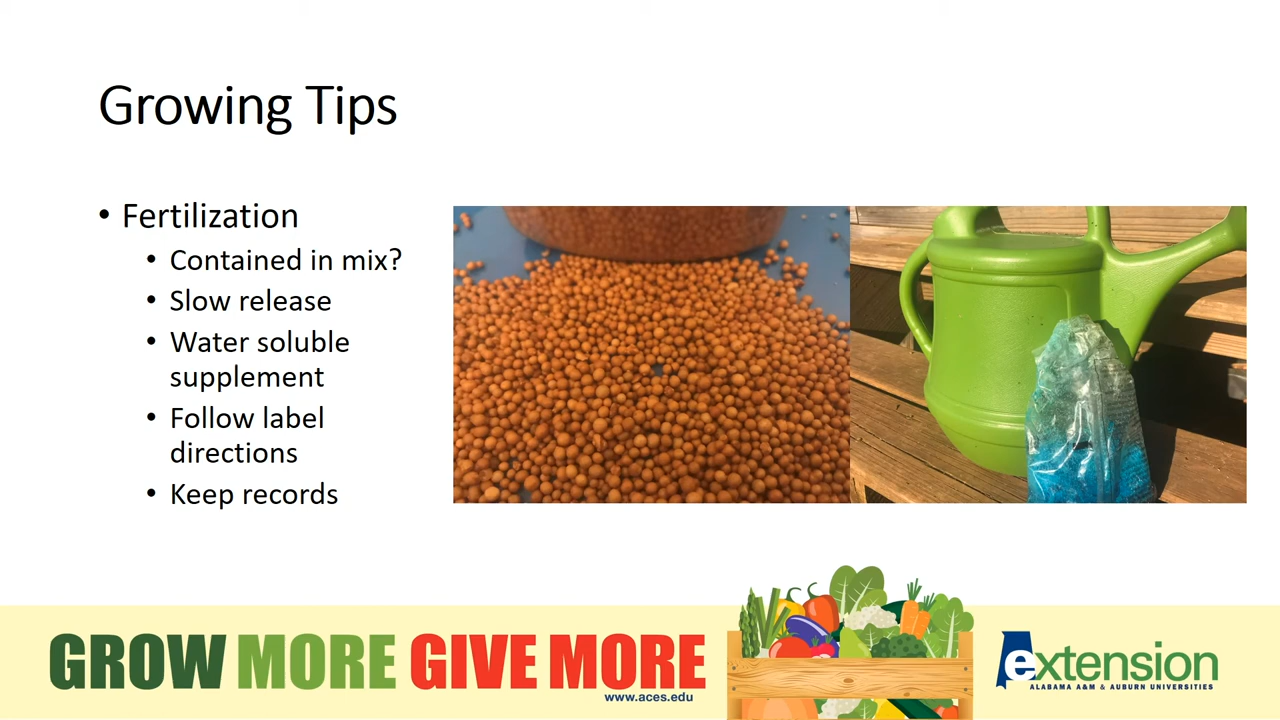 Growing Tips
• Fertilization
• Contained in mix?
• Slow release
• Water soluble
supplement
• Follow label
directions
• Keep records
GROW MORE GIVE MORE
www.aces.edu
extension
ALABAMA A&M & AUBURN UNIVERSITIES